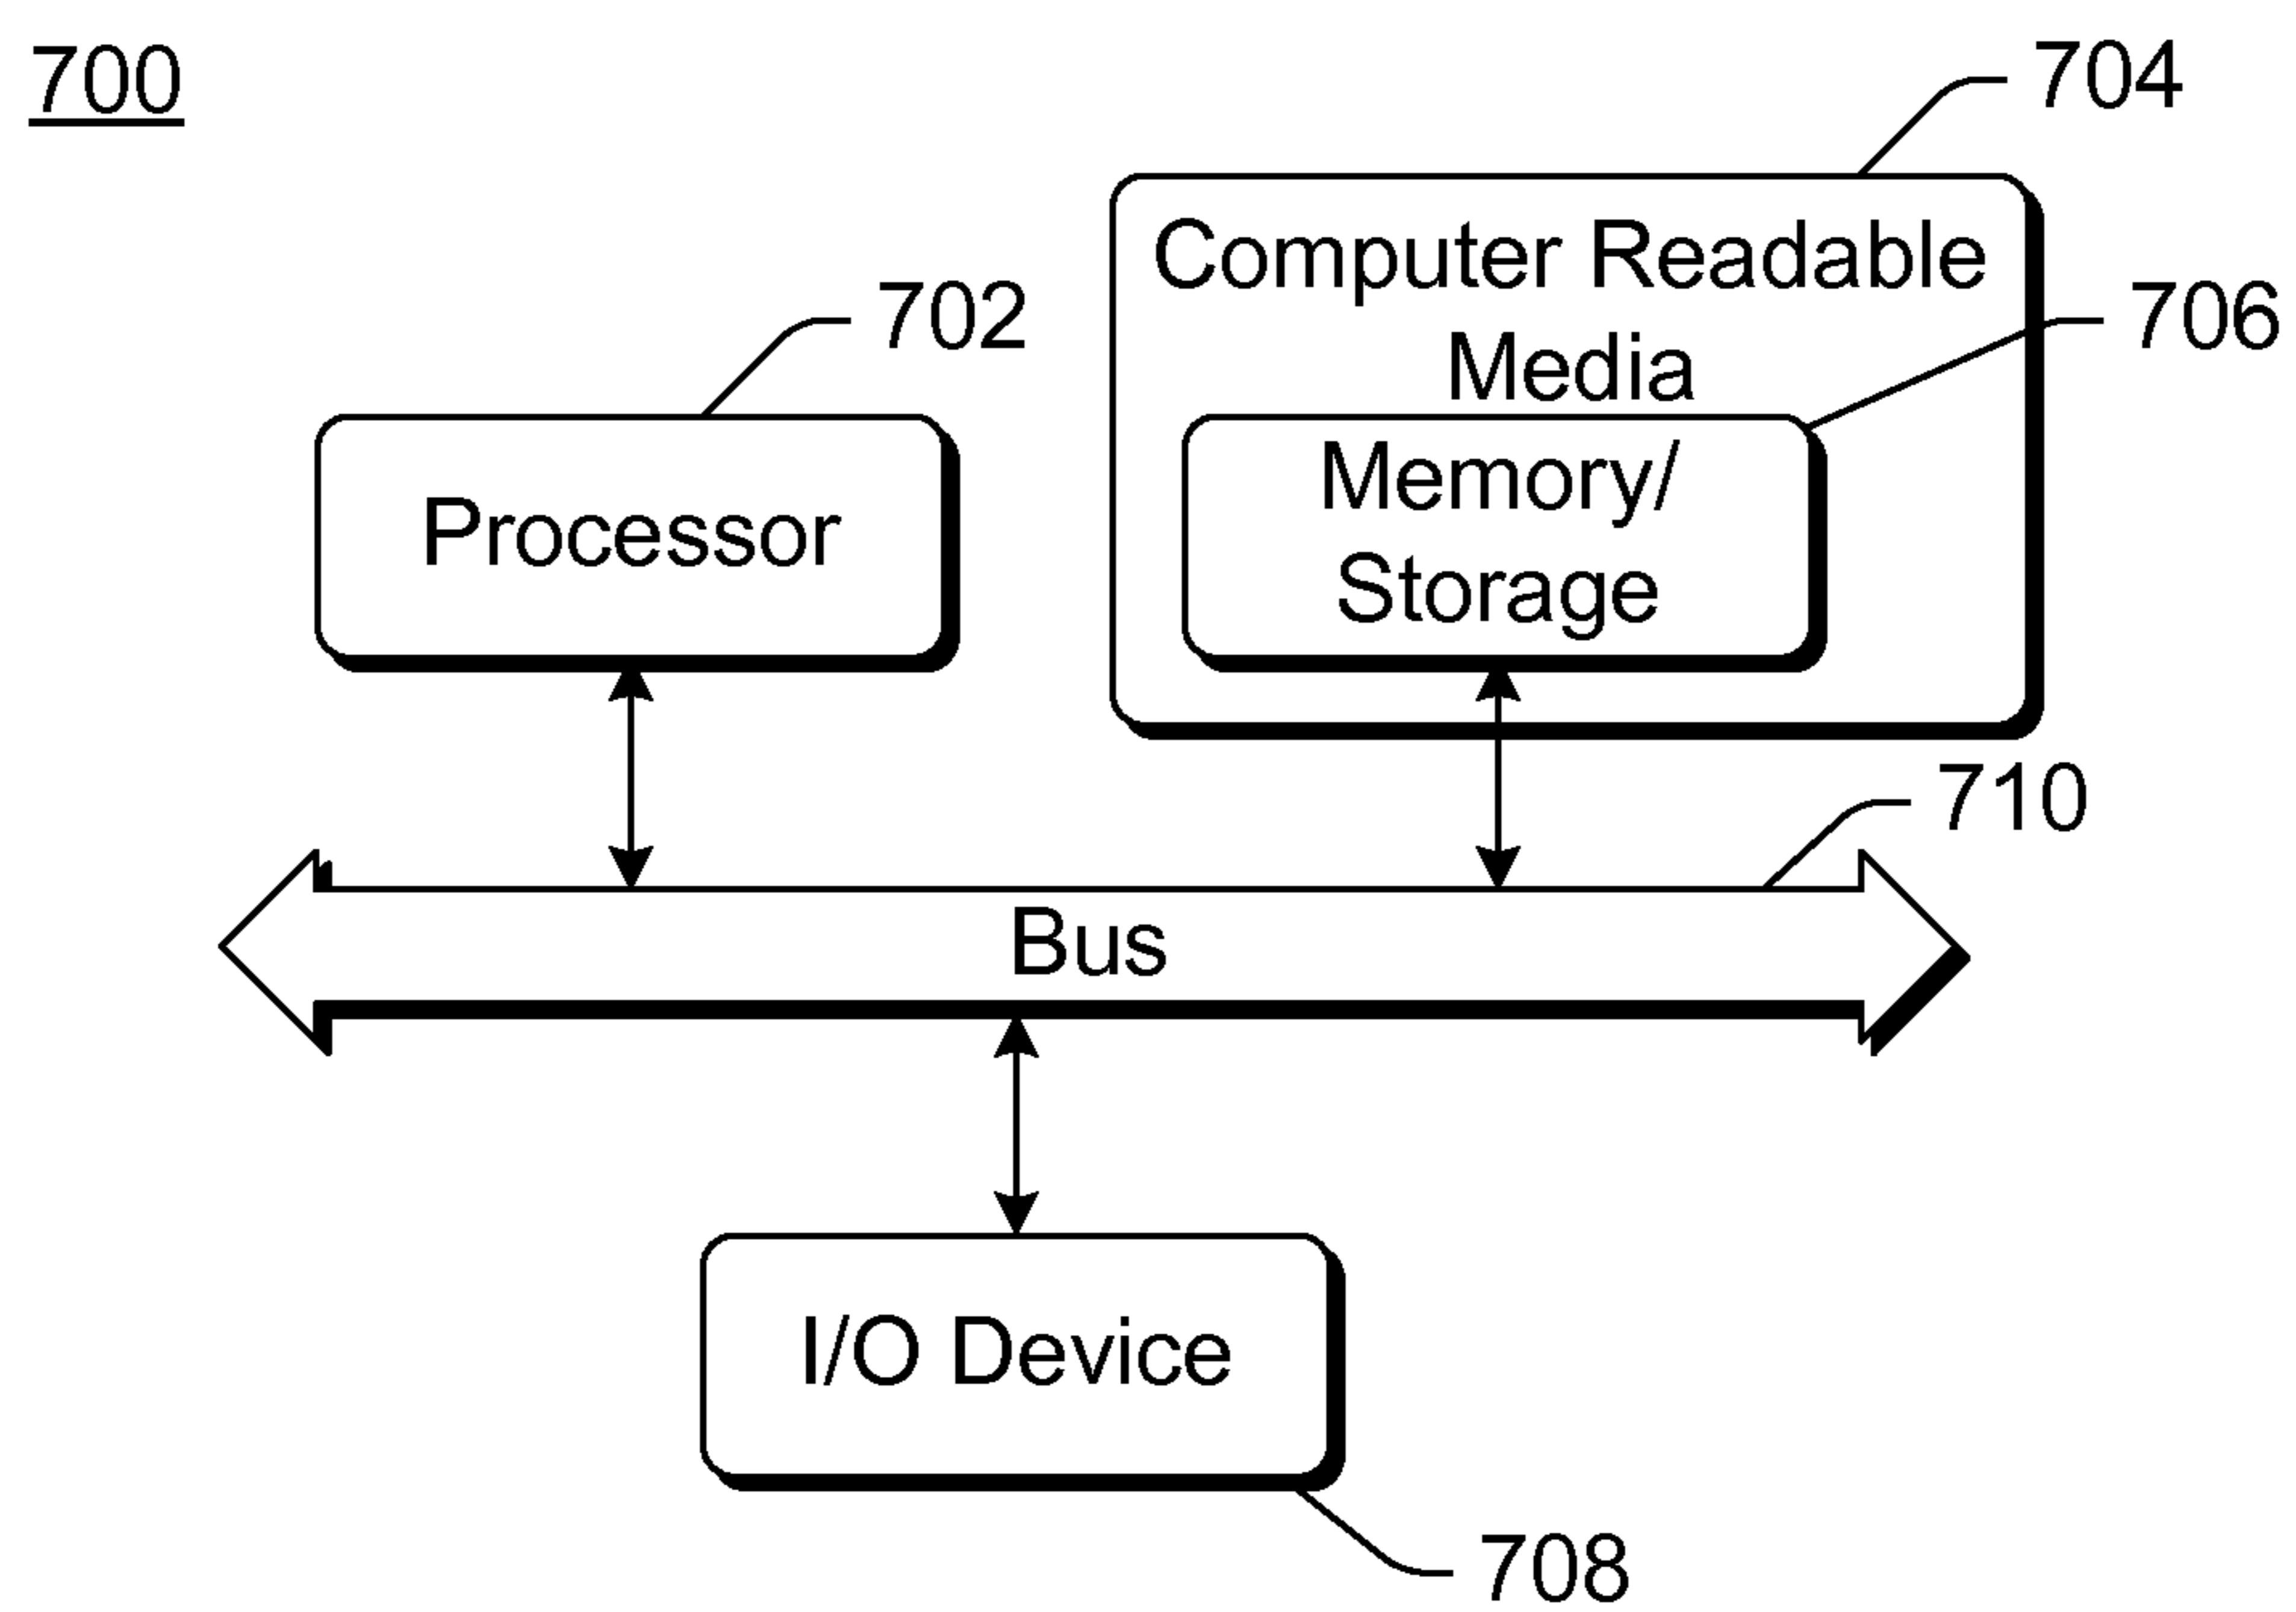 700
704
Computer Readable
Media
706
702
Memory/
Storage
Processor
710
Bus
I/O Device
708